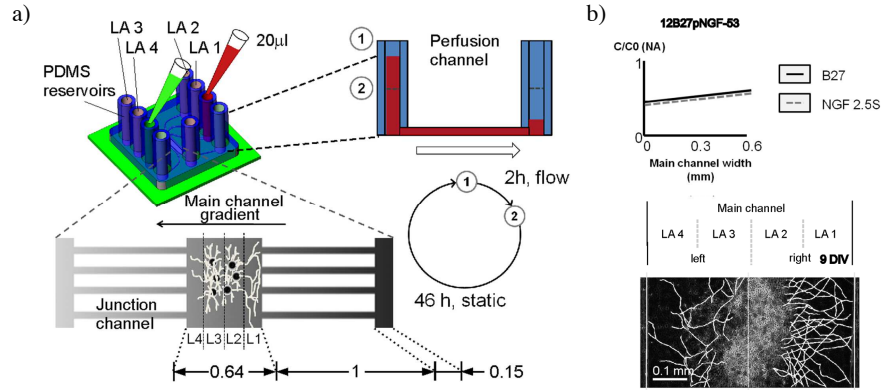 a)
LA 3
LA 4
LA 2
LA 1
20µl
PDMS
reservoirs
1
2
Perfusion
channel
Main channel
gradient
1
2h, flow
2
46 h, static
Junction
channel
L4 L3 L2 L1
0.64
1
0.15
b)
12B27pNGF-53
C/C0 (NA)
1
0
0
0.3
0.6
Main channel width
(mm)
B27
NGF 2.5S
Main channel
LA 4
LA 3
LA 2
LA 1
left
right
9 DIV
0.1 mm